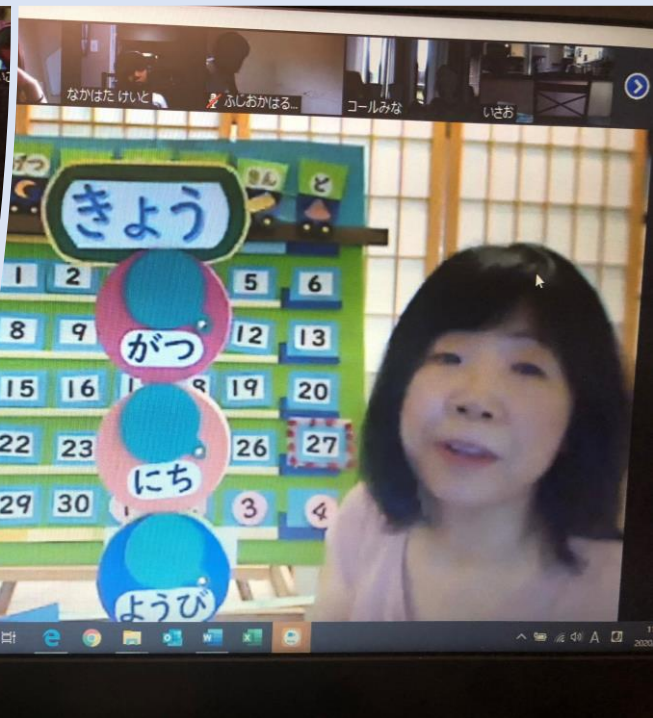 なかはた けいと
ふじおかはる...
コールみな
いさお
げつ
きん
ど
きょう
1 2 5 6
がつ
8 9 12 13
15 16 19 20
22 23 26 27
にち
29 30 3 4
ようび
A
2020